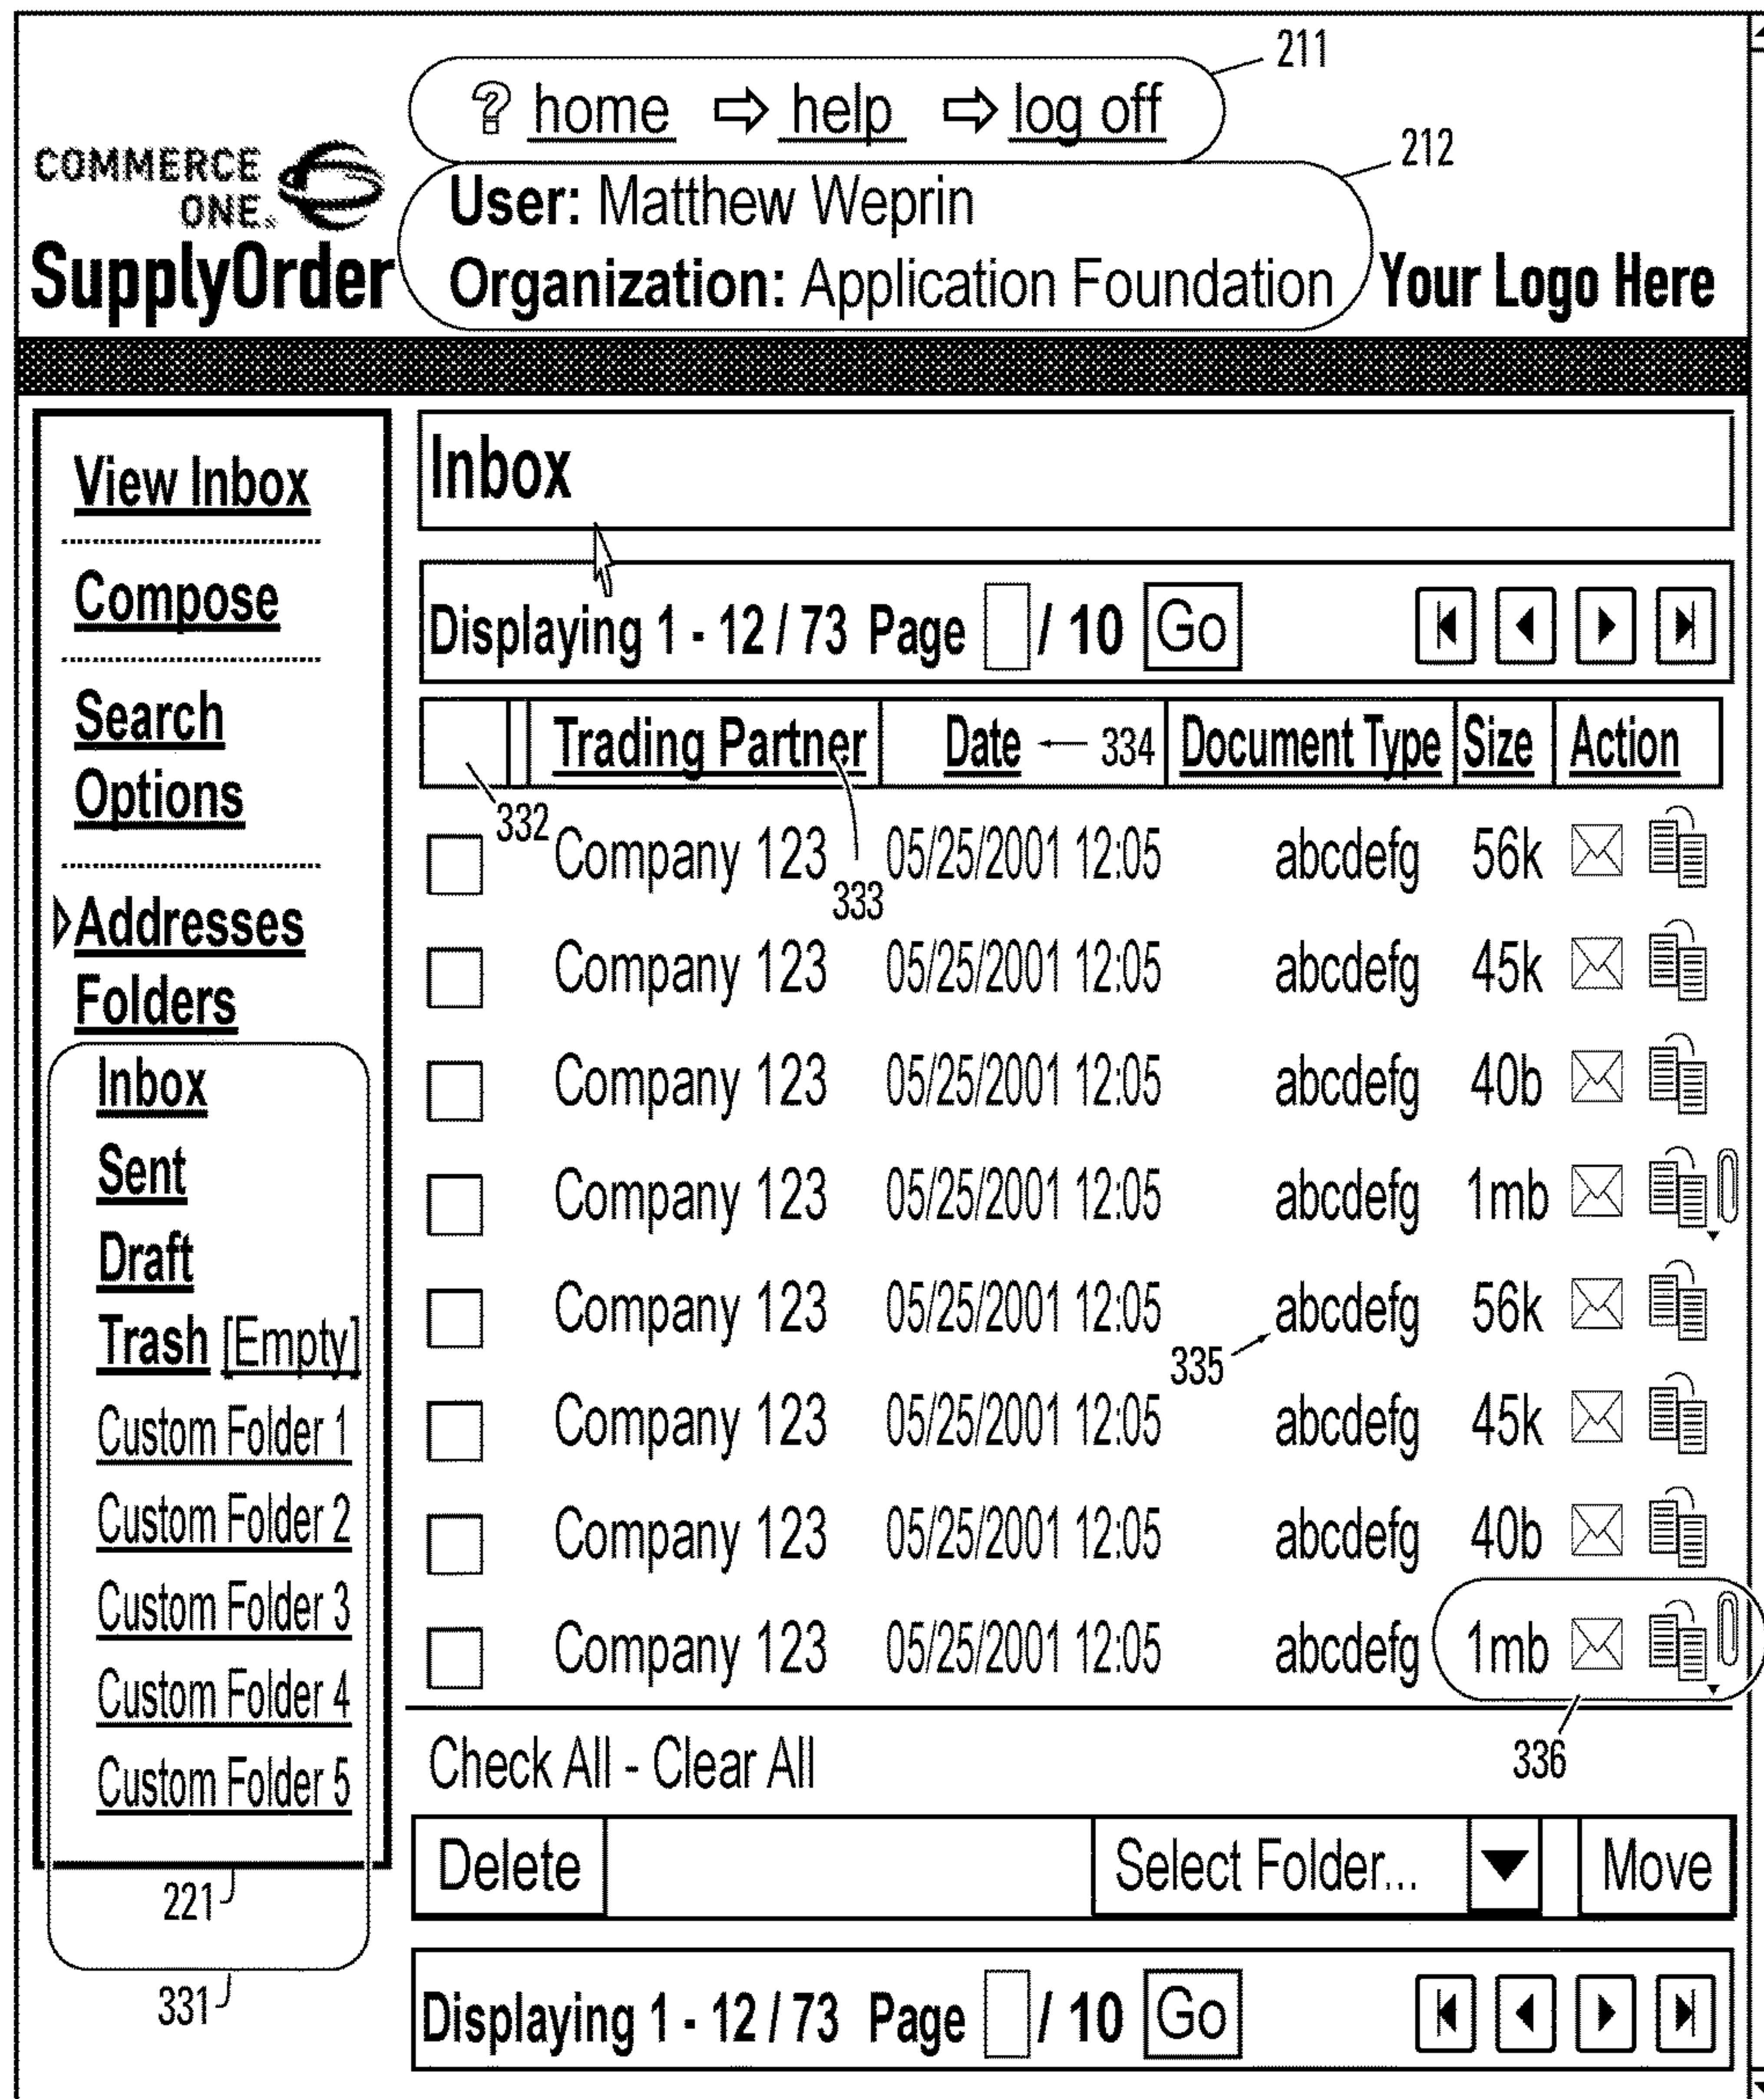 211
? home ⇨ help ⇨ log off
212
COMMERCE
ONE
SupplyOrder
User: Matthew Weprin
Organization: Application Foundation
Your Logo Here
View Inbox
Compose
Search
Options
Addresses
Folders
Inbox
Sent
Draft
Trash [Empty]
Custom Folder 1
Custom Folder 2
Custom Folder 3
Custom Folder 4
Custom Folder 5
221
331
Inbox
Displaying 1 - 12 / 73 Page / 10 Go
Trading Partner Date 334 Document Type Size Action
332
Company 123 05/25/2001 12:05 abcdefg 56k
333
Company 123 05/25/2001 12:05 abcdefg 45k
Company 123 05/25/2001 12:05 abcdefg 40b
Company 123 05/25/2001 12:05 abcdefg 1mb
Company 123 05/25/2001 12:05 abcdefg 56k
335
Company 123 05/25/2001 12:05 abcdefg 45k
Company 123 05/25/2001 12:05 abcdefg 40b
Company 123 05/25/2001 12:05 abcdefg 1mb
336
Check All - Clear All
Delete Select Folder... Move
Displaying 1 - 12 / 73 Page / 10 Go